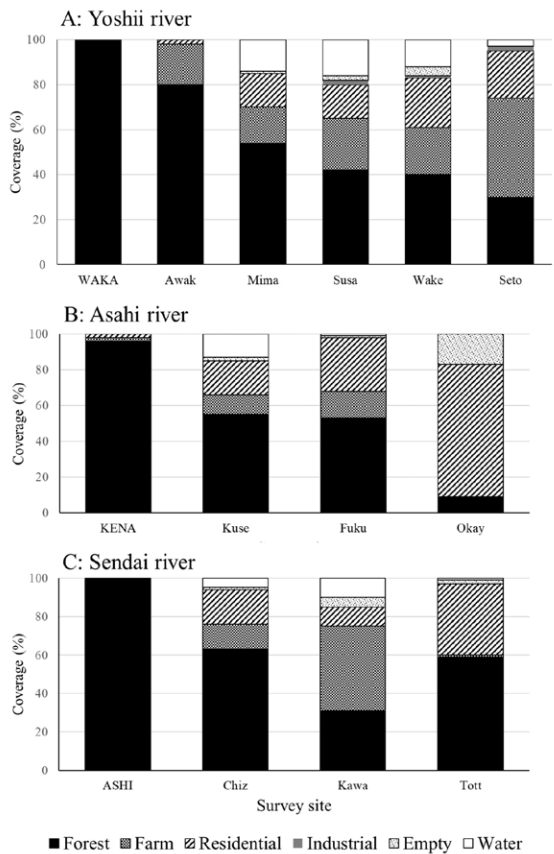 A: Yoshii river
100
80
60
40
20
0
Coverage (%)
WAKA Awak Mima Susa Wake Seto
B: Asahi river
100
80
60
40
20
0
Coverage (%)
KENA Kuse Fuku Okay
C: Sendai river
100
80
60
40
20
0
Coverage (%)
ASHI Chiz Kawa Tott
Survey site
Forest Farm Residential Industrial Empty Water